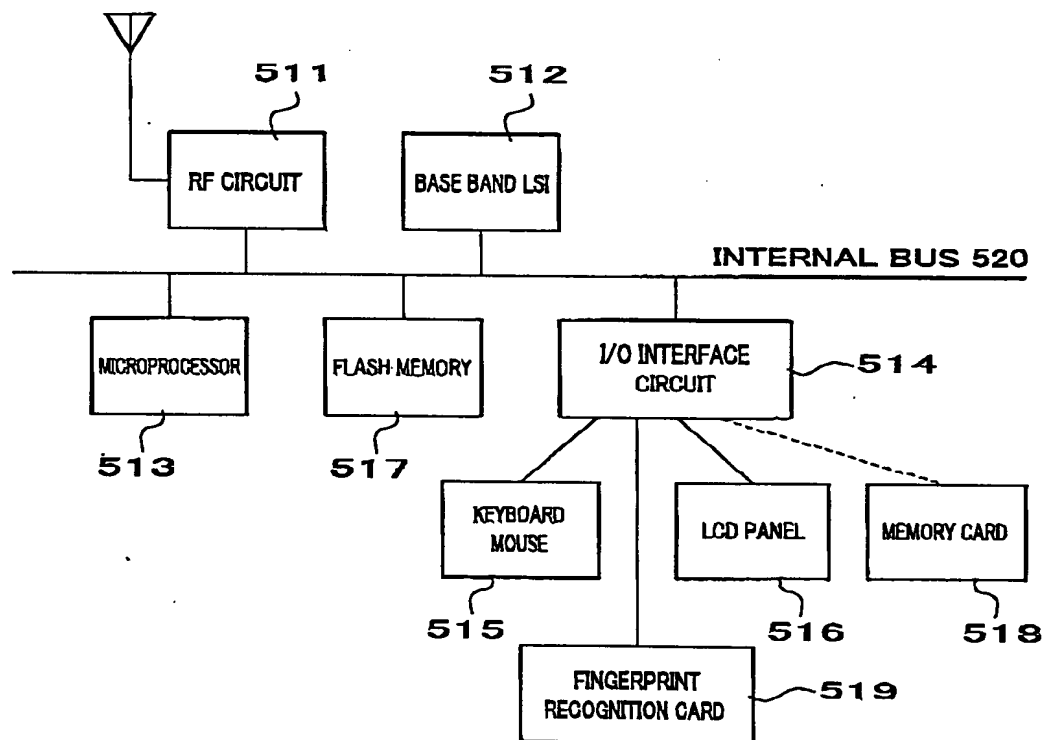 511
512
RF CIRCUIT
BASE BAND LSI
INTERNAL BUS 520
MICROPROCESSOR
FLASH MEMORY
I/O INTERFACE
CIRCUIT
514
513
517
KEYBOARD
MOUSE
LCD PANEL
MEMORY CARD
515
516
518
FINGERPRINT
RECOGNITION CARD
519